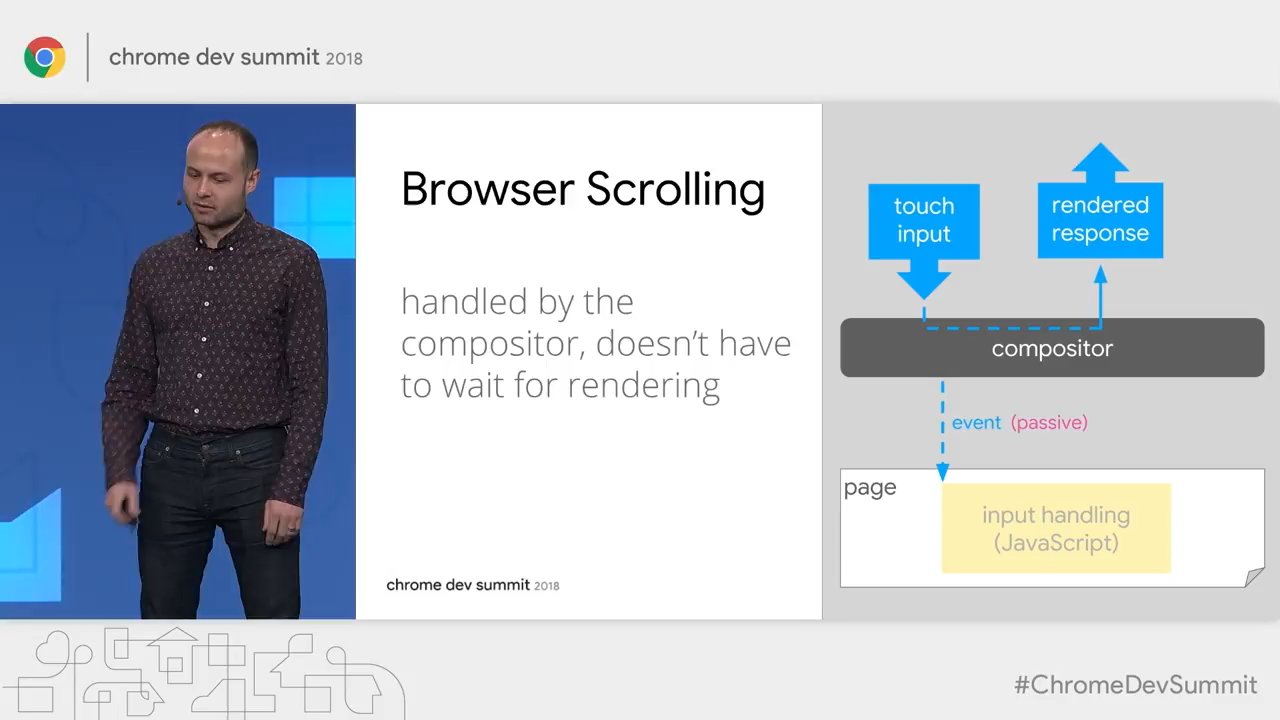 chrome dev summit 2018
Browser Scrolling
handled by the
compositor, doesn't have
to wait for rendering
chrome dev summit 2018
touch
input
rendered
response
compositor
event (passive)
page
input handling
(JavaScript)
#ChromeDevSummit